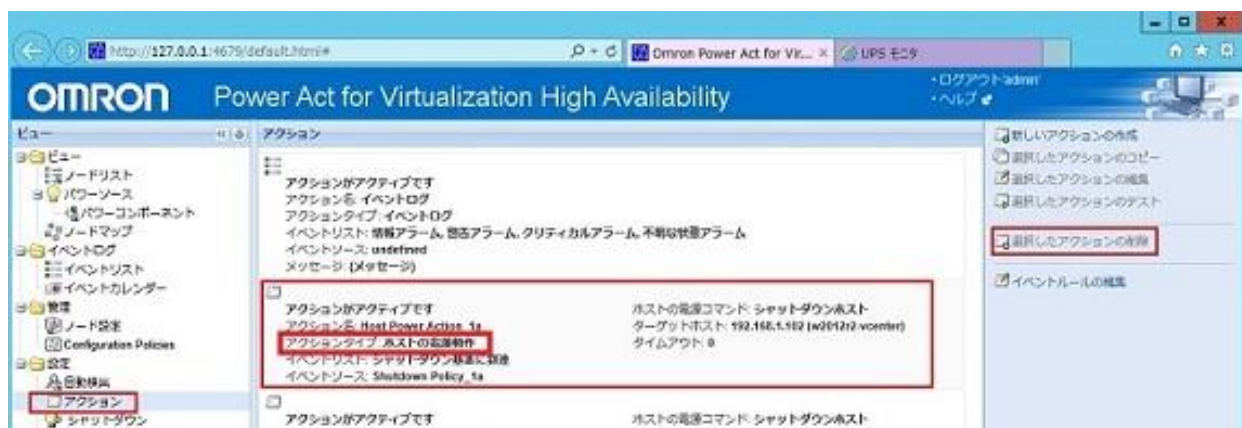 http://127.0.0.1:4679/default.html#
Omron Power Act for Vir...
UPS モニタ
OMRON
Power Act for Virtualization High Availability
ログアウト admin
ヘルプ
ビュー
ビュー
ノードリスト
パワーソース
パワーコンポーネント
ノードマップ
イベントログ
イベントリスト
イベントカレンダー
管理
ノード設定
Configuration Policies
設定
自動検出
アクション
シャットダウン
アクション
アクションがアクティブです
アクション名: イベントログ
アクションタイプ: イベントログ
イベントリスト: 情報アラーム, 警告アラーム, クリティカルアラーム, 不明な状態アラーム
イベントソース: undefined
メッセージ: {メッセージ}
アクションがアクティブです
アクション名: Host Power Action_1a
アクションタイプ: ホストの電源動作
イベントリスト: シャットダウン基準に到達
イベントソース: Shutdown Policy_1a
ホストの電源コマンド: シャットダウンホスト
ターゲットホスト: 192.168.1.102 (w2012r2-vcenter)
タイムアウト: 0
アクションがアクティブです
ホストの電源コマンド: シャットダウンホスト
新しいアクションの作成
選択したアクションのコピー
選択したアクションの編集
選択したアクションのテスト
選択したアクションの削除
イベントルールの編集